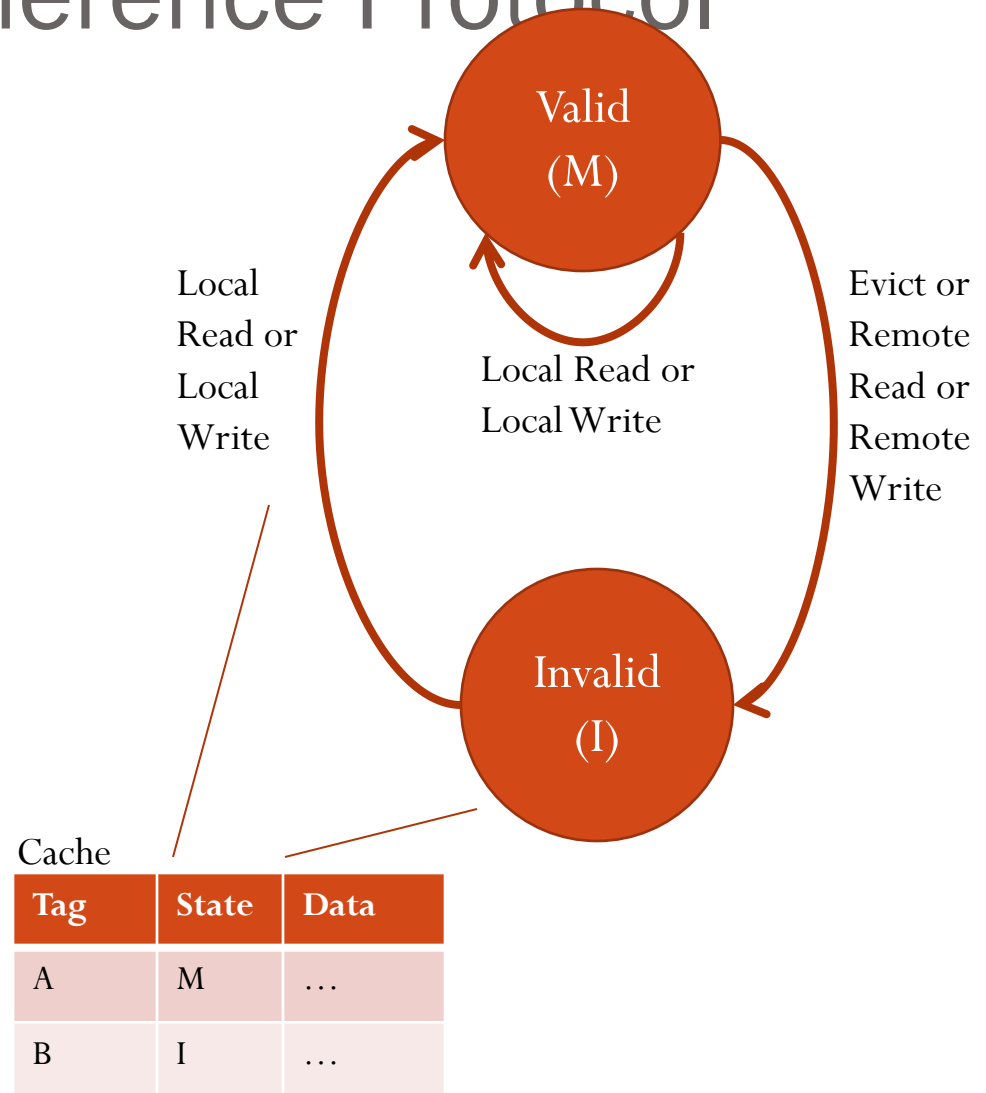 Protocol
Valid
(M)
Local
Read or
Local
Write
Local Read or
Local Write
Evict or
Remote
Read or
Remote
Write
Invalid
(I)
Cache
Tag State Data
A M …
B I …